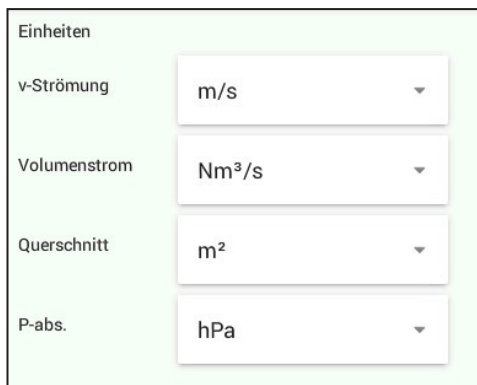 Einheiten
v-Strömung m/s
Volumenstrom Nm³/s
Querschnitt m²
P-abs. hPa